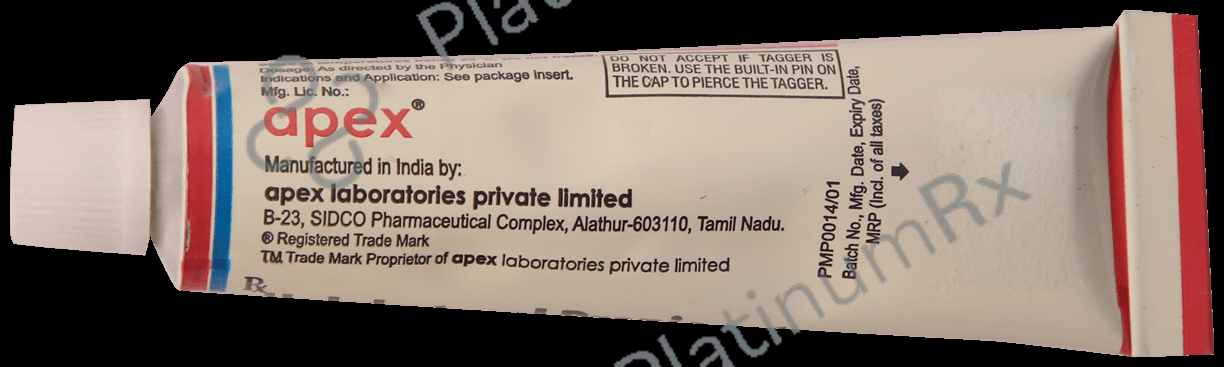 Dosage: As directed by the Physician
Indications and Application: See package insert.
Mfg. Lic. No.:
apex®
Manufactured in India by:
apex laboratories private limited
B-23, SIDCO Pharmaceutical Complex, Alathur-603110, Tamil Nadu.
® Registered Trade Mark
TM Trade Mark Proprietor of apex laboratories private limited
Rx
DO NOT ACCEPT IF TAGGER IS
BROKEN. USE THE BUILT-IN PIN ON
THE CAP TO PIERCE THE TAGGER.
PMP0014/01
Batch No., Mfg. Date, Expiry Date,
MRP (Incl. of all taxes)
PlatinumRx